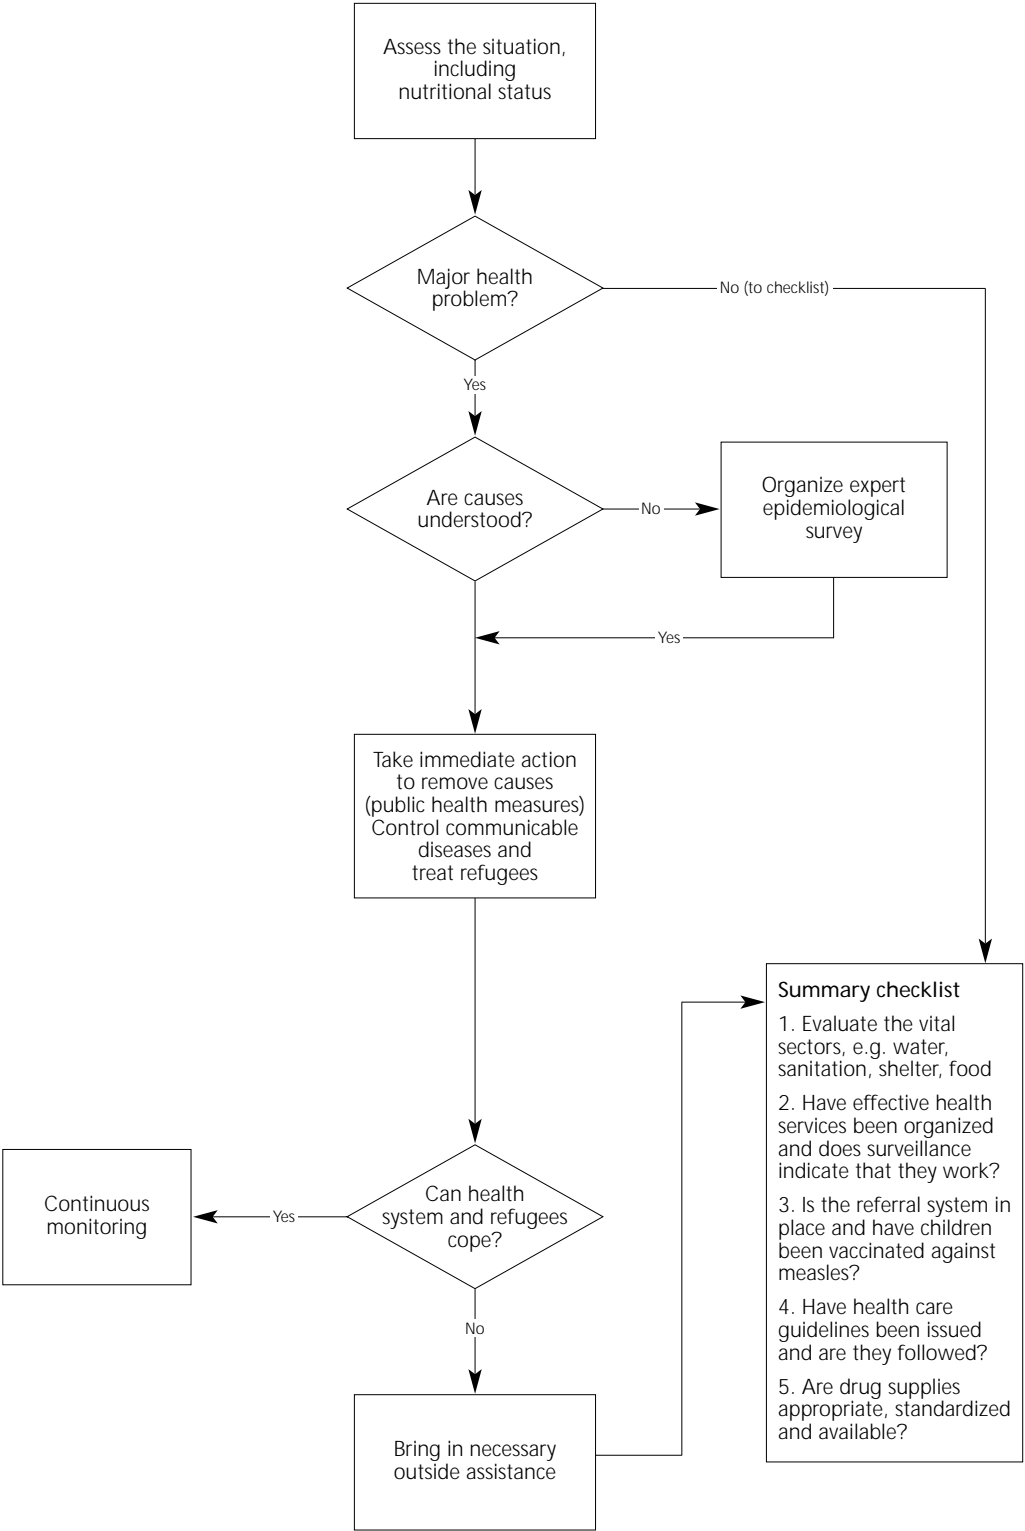 Assess the situation,
including
nutritional status
Major health
problem?
No (to checklist)
Yes
Are causes
understood?
No
Organize expert
epidemiological
survey
Yes
Take immediate action
to remove causes
(public health measures)
Control communicable
diseases and
treat refugees
Can health
system and refugees
cope?
Yes
Continuous
monitoring
No
Bring in necessary
outside assistance
Summary checklist
1. Evaluate the vital
sectors, e.g. water,
sanitation, shelter, food
2. Have effective health
services been organized
and does surveillance
indicate that they work?
3. Is the referral system in
place and have children
been vaccinated against
measles?
4. Have health care
guidelines been issued
and are they followed?
5. Are drug supplies
appropriate, standardized
and available?